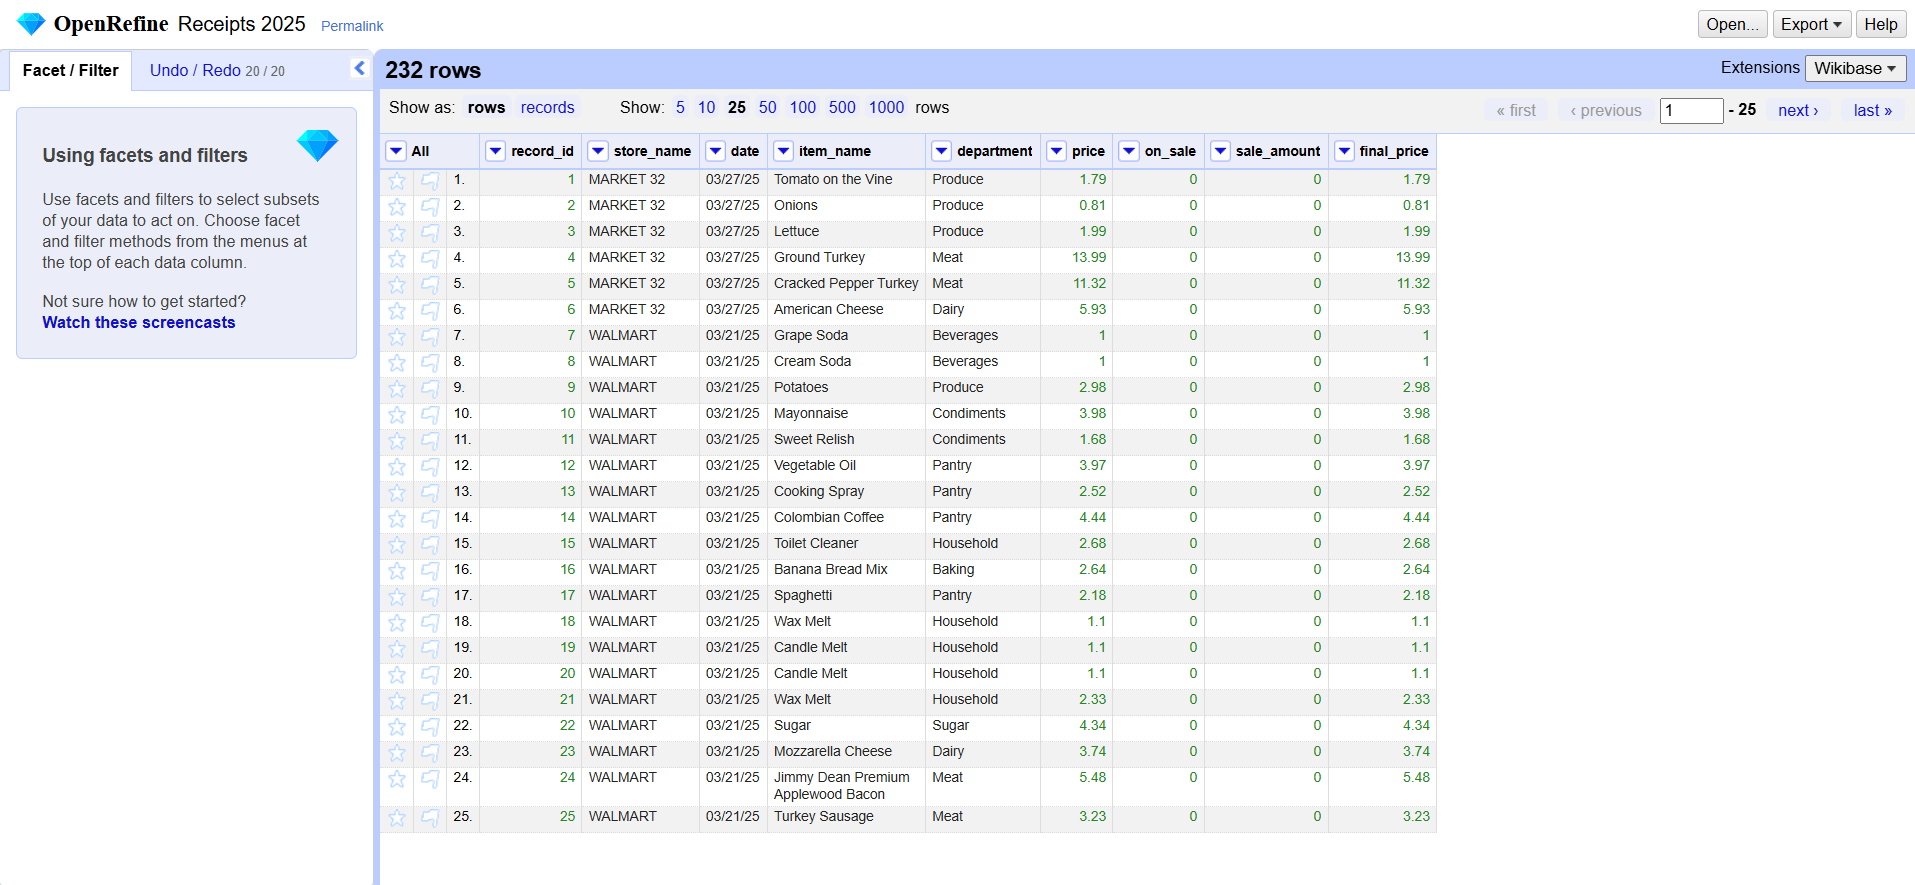 OpenRefine Receipts 2025 Permalink Open... Export Help
Facet / Filter Undo / Redo 20 / 20
232 rows Extensions Wikibase
Show as: rows records Show: 5 10 25 50 100 500 1000 rows « first ‹ previous 1 - 25 next › last »
Using facets and filters
Use facets and filters to select subsets
of your data to act on. Choose facet
and filter methods from the menus at
the top of each data column.
Not sure how to get started?
Watch these screencasts
All record_id store_name date item_name department price on_sale sale_amount final_price
1. 1 MARKET 32 03/27/25 Tomato on the Vine Produce 1.79 0 0 1.79
2. 2 MARKET 32 03/27/25 Onions Produce 0.81 0 0 0.81
3. 3 MARKET 32 03/27/25 Lettuce Produce 1.99 0 0 1.99
4. 4 MARKET 32 03/27/25 Ground Turkey Meat 13.99 0 0 13.99
5. 5 MARKET 32 03/27/25 Cracked Pepper Turkey Meat 11.32 0 0 11.32
6. 6 MARKET 32 03/27/25 American Cheese Dairy 5.93 0 0 5.93
7. 7 WALMART 03/21/25 Grape Soda Beverages 1 0 0 1
8. 8 WALMART 03/21/25 Cream Soda Beverages 1 0 0 1
9. 9 WALMART 03/21/25 Potatoes Produce 2.98 0 0 2.98
10. 10 WALMART 03/21/25 Mayonnaise Condiments 3.98 0 0 3.98
11. 11 WALMART 03/21/25 Sweet Relish Condiments 1.68 0 0 1.68
12. 12 WALMART 03/21/25 Vegetable Oil Pantry 3.97 0 0 3.97
13. 13 WALMART 03/21/25 Cooking Spray Pantry 2.52 0 0 2.52
14. 14 WALMART 03/21/25 Colombian Coffee Pantry 4.44 0 0 4.44
15. 15 WALMART 03/21/25 Toilet Cleaner Household 2.68 0 0 2.68
16. 16 WALMART 03/21/25 Banana Bread Mix Baking 2.64 0 0 2.64
17. 17 WALMART 03/21/25 Spaghetti Pantry 2.18 0 0 2.18
18. 18 WALMART 03/21/25 Wax Melt Household 1.1 0 0 1.1
19. 19 WALMART 03/21/25 Candle Melt Household 1.1 0 0 1.1
20. 20 WALMART 03/21/25 Candle Melt Household 1.1 0 0 1.1
21. 21 WALMART 03/21/25 Wax Melt Household 2.33 0 0 2.33
22. 22 WALMART 03/21/25 Sugar Sugar 4.34 0 0 4.34
23. 23 WALMART 03/21/25 Mozzarella Cheese Dairy 3.74 0 0 3.74
24. 24 WALMART 03/21/25 Jimmy Dean Premium Meat 5.48 0 0 5.48
Applewood Bacon
25. 25 WALMART 03/21/25 Turkey Sausage Meat 3.23 0 0 3.23